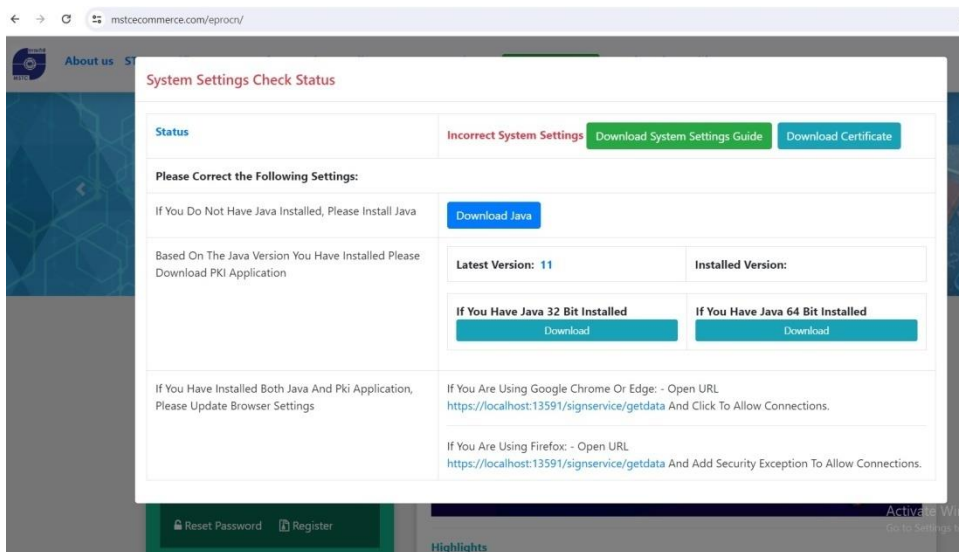 mstcecommerce.com/eprocn/
About us
System Settings Check Status
Status
Incorrect System Settings Download System Settings Guide Download Certificate
Please Correct the Following Settings:
If You Do Not Have Java Installed, Please Install Java
Download Java
Based On The Java Version You Have Installed Please
Download PKI Application
Latest Version: 11
Installed Version:
If You Have Java 32 Bit Installed
Download
If You Have Java 64 Bit Installed
Download
If You Have Installed Both Java And Pki Application,
Please Update Browser Settings
If You Are Using Google Chrome Or Edge: - Open URL
https://localhost:13591/signservice/getdata And Click To Allow Connections.
If You Are Using Firefox: - Open URL
https://localhost:13591/signservice/getdata And Add Security Exception To Allow Connections.
Reset Password Register
Highlights
Activate Wi
Go to Settings t